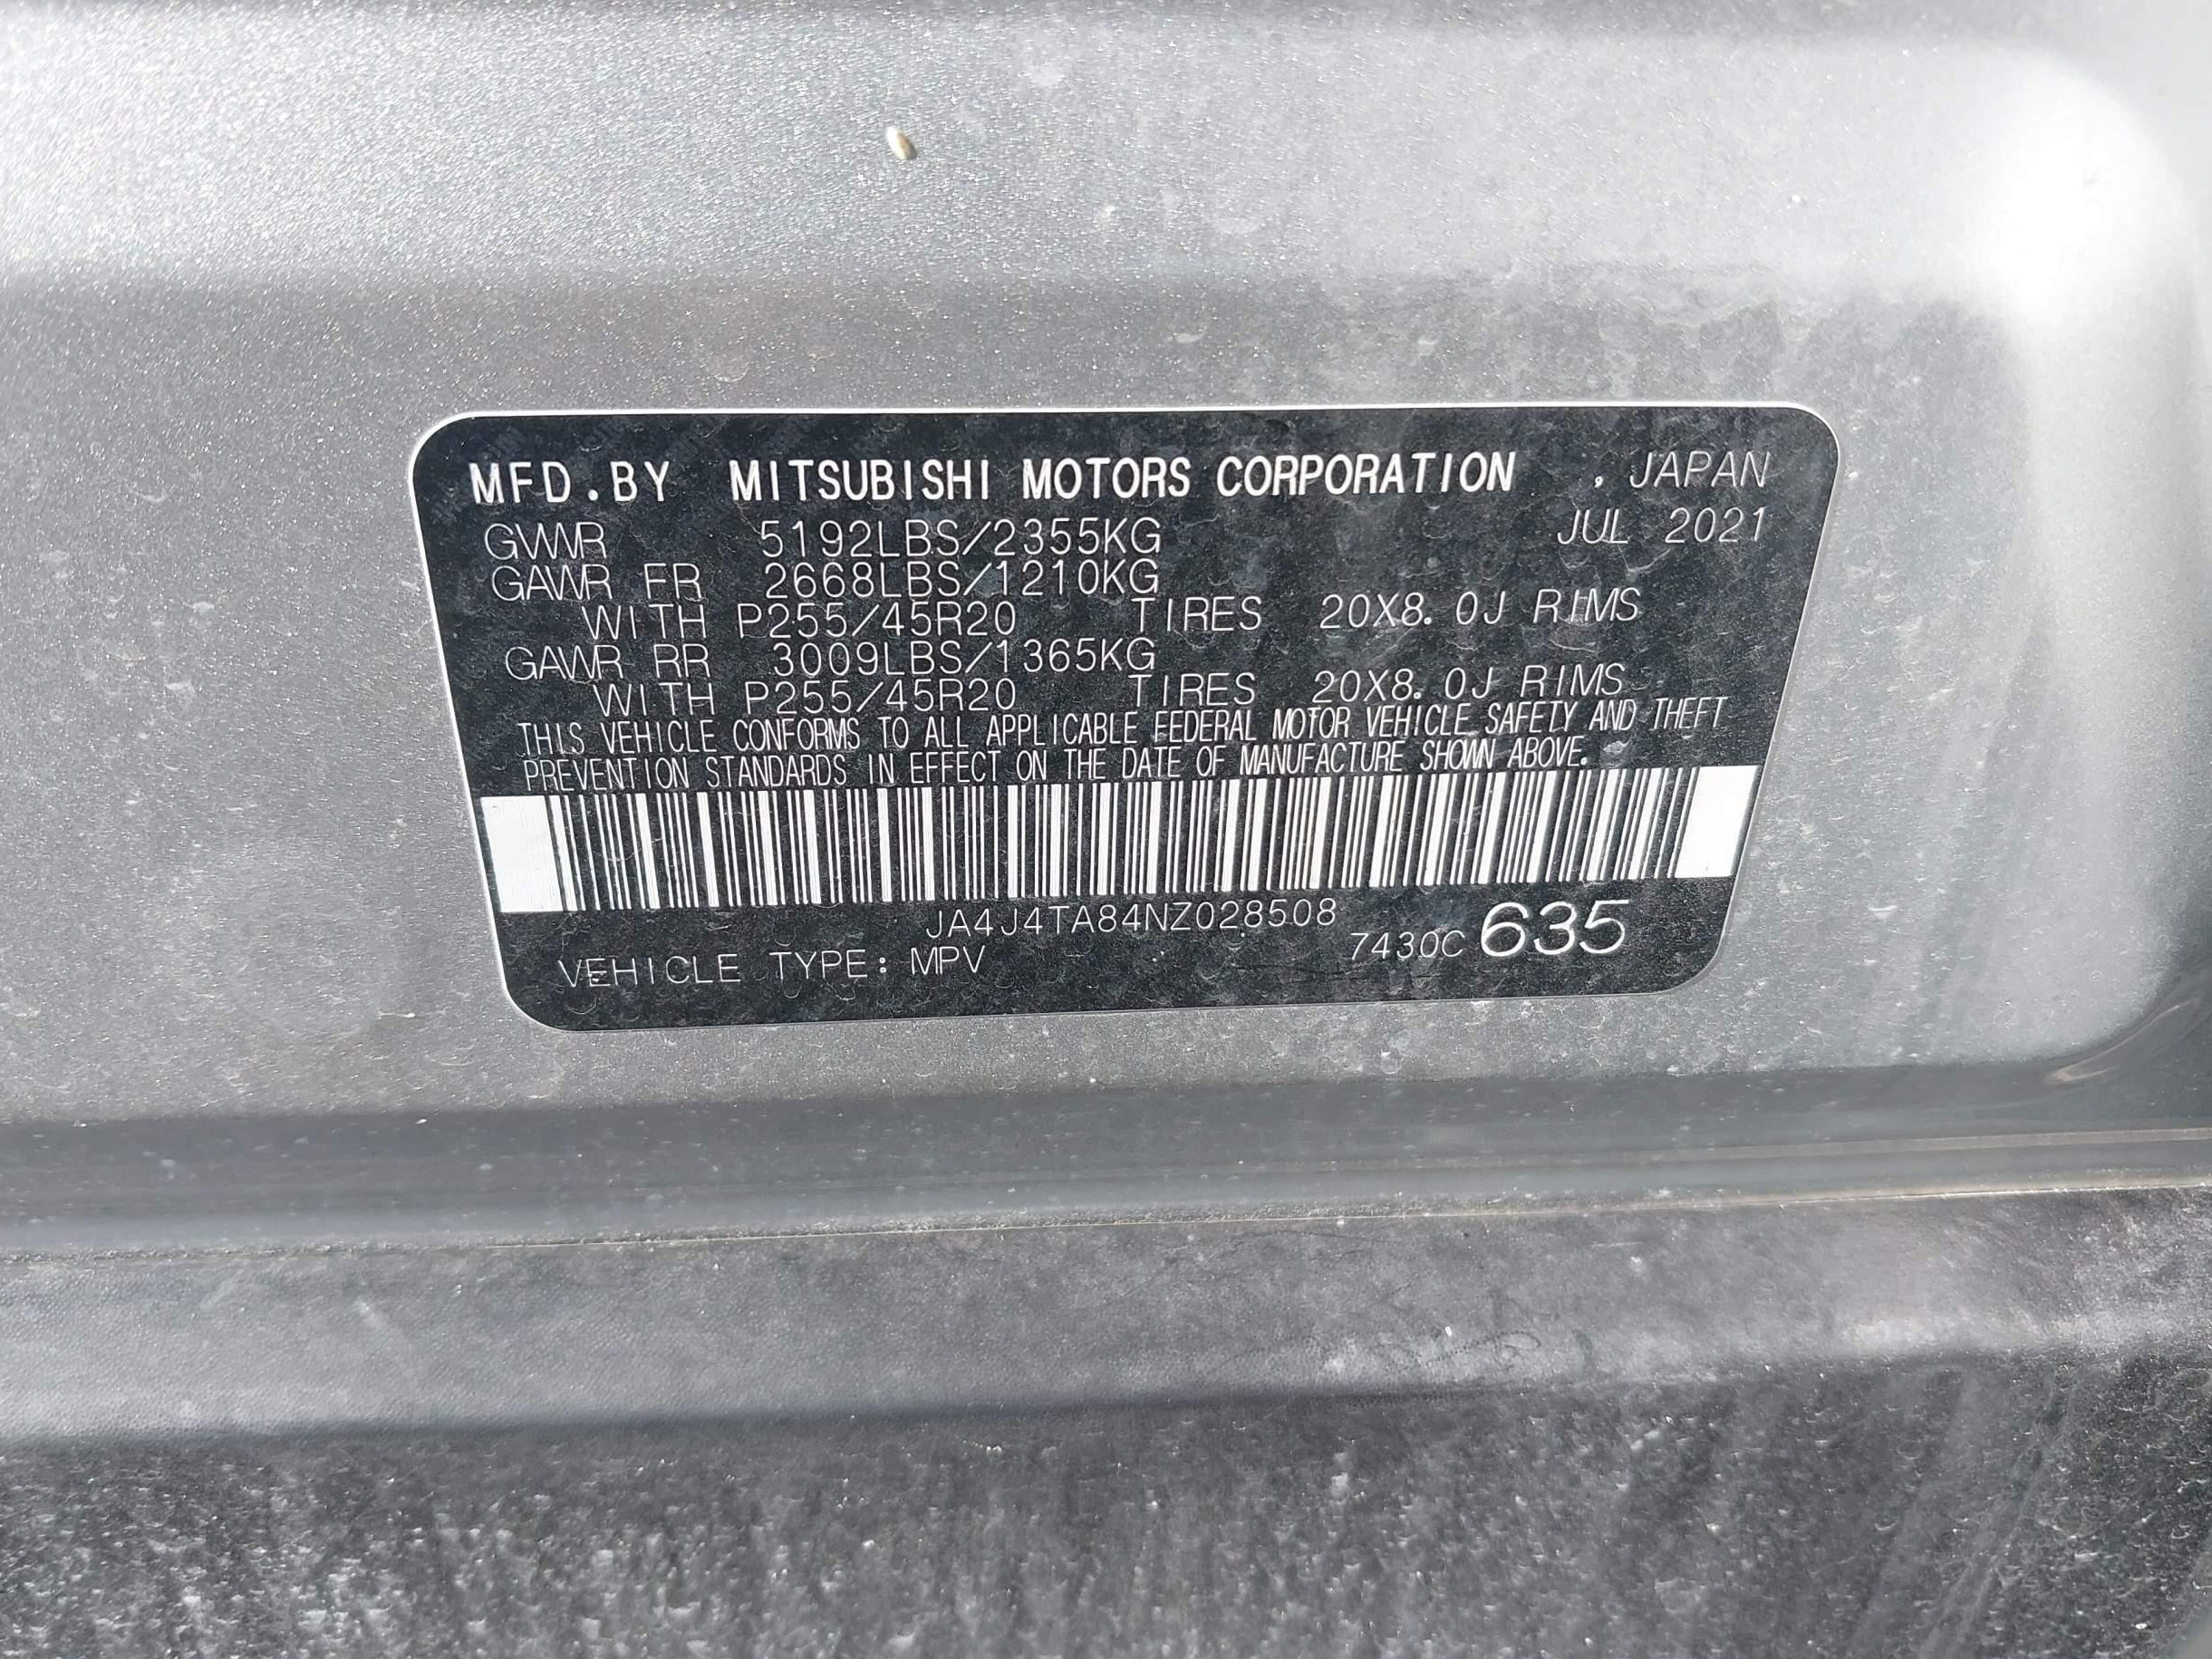 MFD.BY MITSUBISHI MOTORS CORPORATION , JAPAN
GVWR 5192LBS/2355KG JUL 2021
GAWR FR 2668LBS/1210KG
WITH P255/45R20 TIRES 20X8.0J RIMS
GAWR RR 3009LBS/1365KG
WITH P255/45R20 TIRES 20X8.0J RIMS
THIS VEHICLE CONFORMS TO ALL APPLICABLE FEDERAL MOTOR VEHICLE SAFETY AND THEFT
PREVENTION STANDARDS IN EFFECT ON THE DATE OF MANUFACTURE SHOWN ABOVE.
JA4J4TA84NZ028508
VEHICLE TYPE: MPV 7430C 635